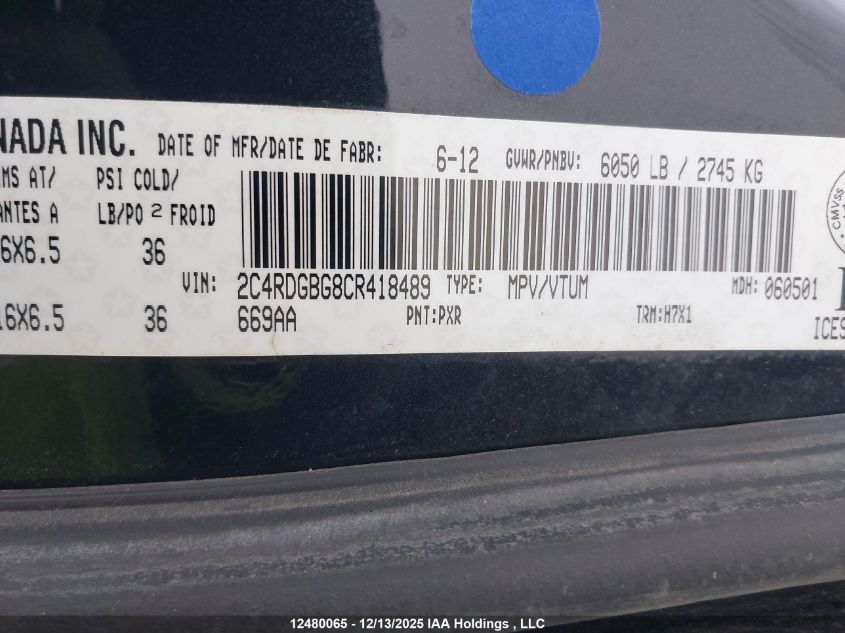 NADA INC. DATE OF MFR/DATE DE FABR: 6-12 GVWR/PNBV: 6050 LB / 2745 KG
MS AT/ PSI COLD/
ANTES A LB/PO 2 FROID
6X6.5 36
VIN: 2C4RDGBG8CR418489 TYPE: MPV/VTUM MDH: 060501
16X6.5 36 669AA PNT:PXR TRM:H7X1 ICES
CMVSS
12480065 - 12/13/2025 IAA Holdings , LLC